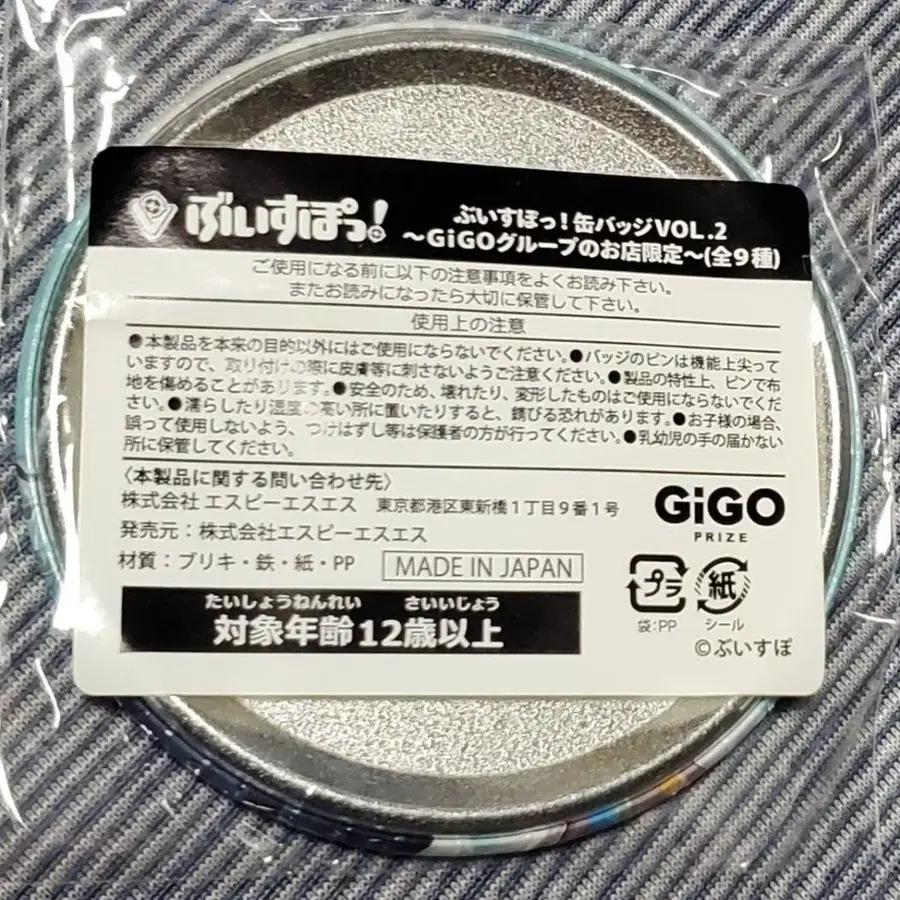 ぶいすぽっ!
ぶいすぽっ!缶バッジVOL.2
～GiGOグループのお店限定～(全9種)
ご使用になる前に以下の注意事項をよくお読み下さい。
またお読みになったら大切に保管して下さい。
使用上の注意
●本製品を本来の目的以外にはご使用にならないでください。●バッジのピンは機能上尖って
いますので、取り付けの際に皮膚等に刺さないようご注意ください。●製品の特性上、ピンで布
地を傷めることがあります。●安全のため、壊れたり、変形したものはご使用にならないでくだ
さい。●濡らしたり湿度の高い所に置いたりすると、錆びる恐れがあります。●お子様の場合、
誤って使用しないよう、つけはずし等は保護者の方が行ってください。●乳幼児の手の届かない
所に保管してください。
〈本製品に関する問い合わせ先〉
株式会社 エスピーエスエス 東京都港区東新橋1丁目9番1号
発売元：株式会社エスピーエスエス
材質：ブリキ・鉄・紙・PP
MADE IN JAPAN
たいしょうねんれい さいいじょう
対象年齢12歳以上
GiGO
PRIZE
プラ
紙
袋:PP
シール
©ぶいすぽ